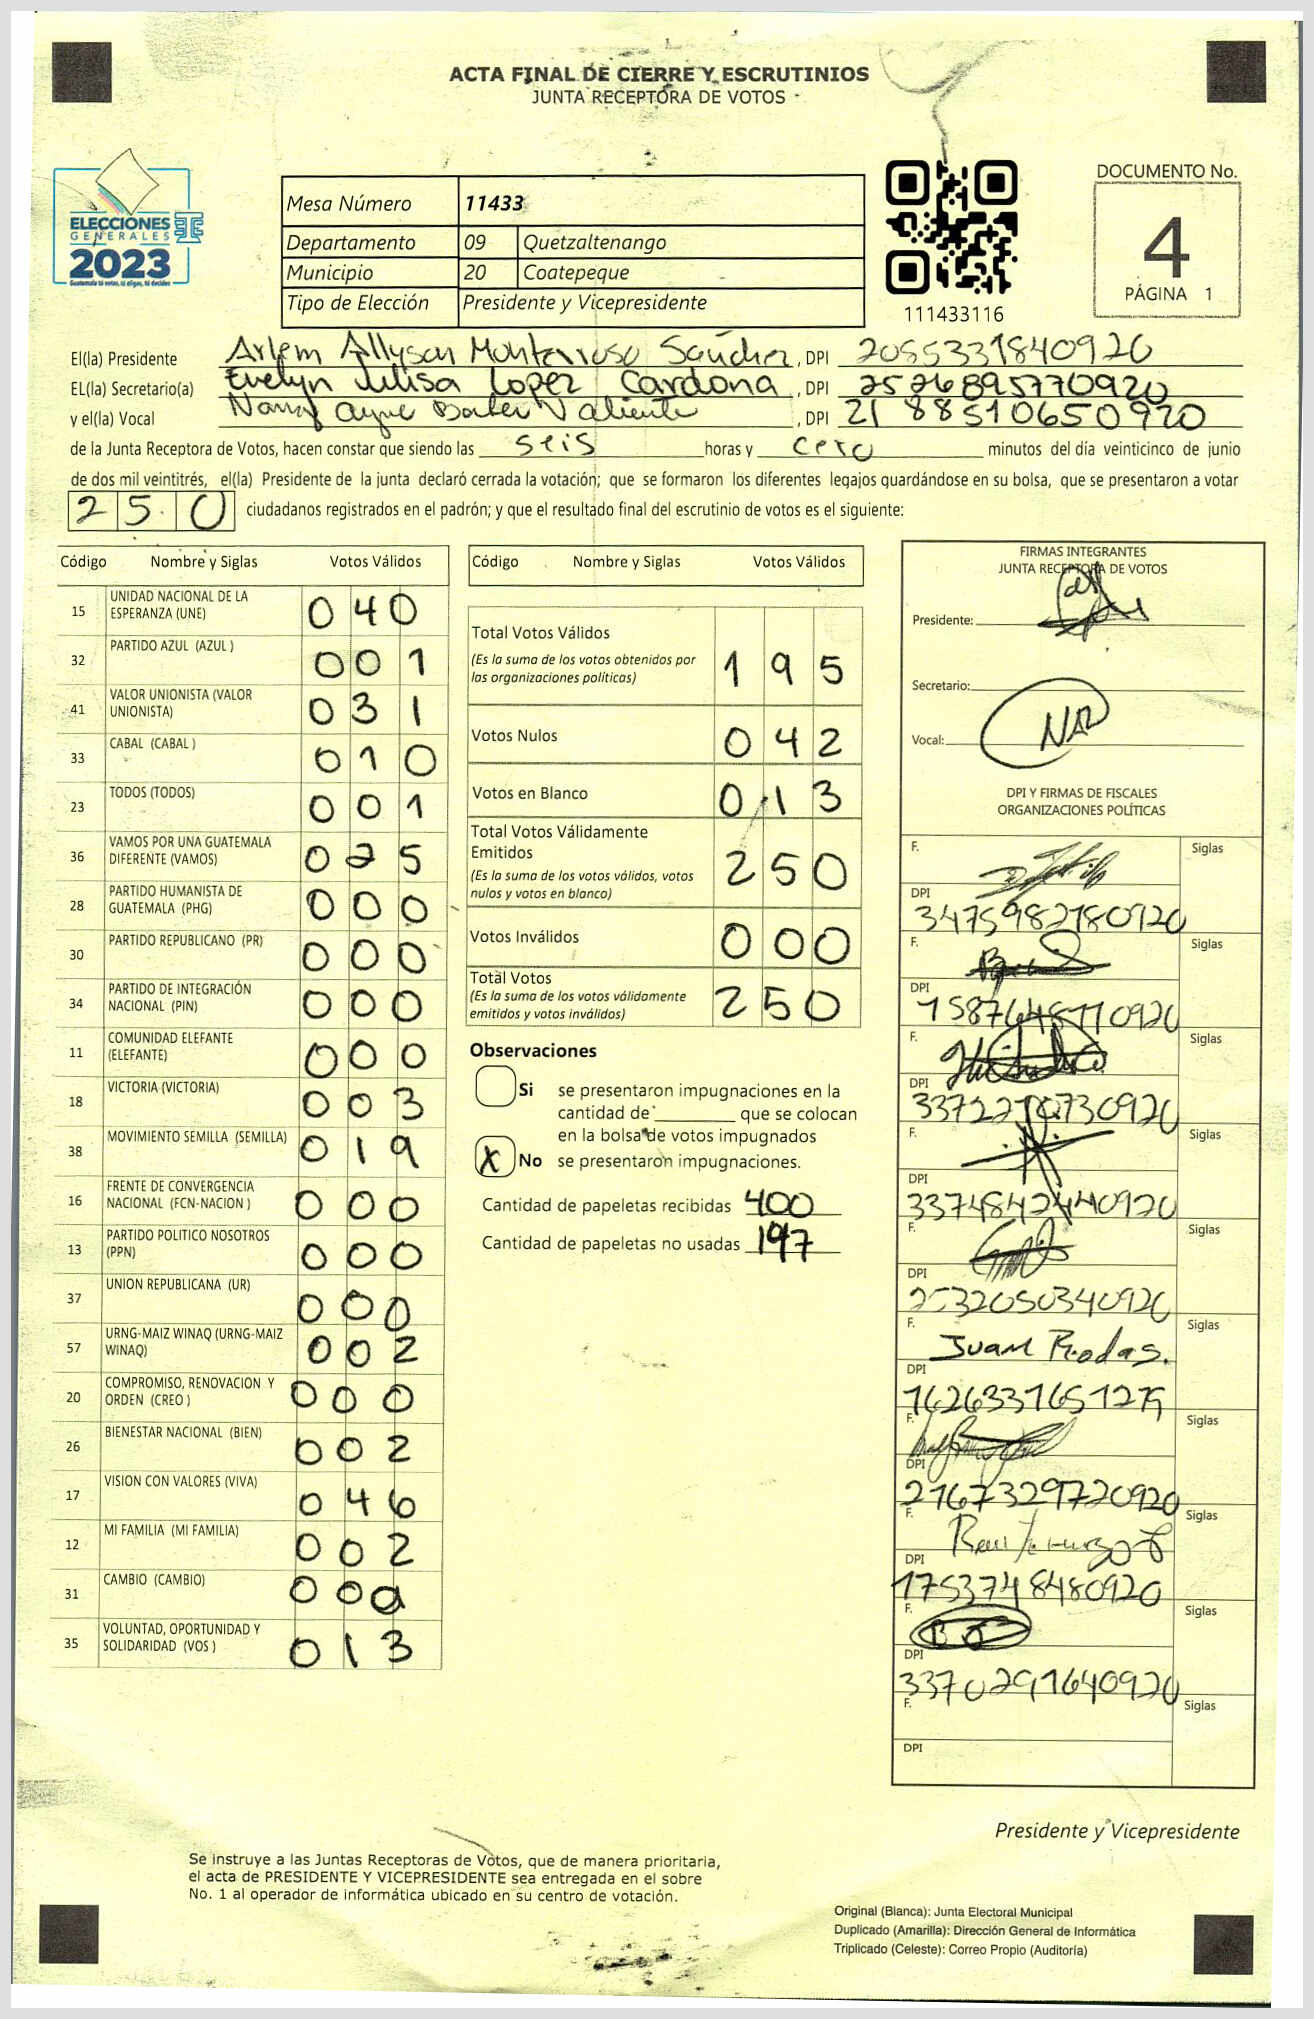 ACTA FINAL DE CIERRE Y ESCRUTINIOS
JUNTA RECEPTORA DE VOTOS
ELECCIONES
GENERALES
2023
Guatemala tú votas, tú eliges, tú decides
Mesa Número 11433
Departamento 09 Quetzaltenango
Municipio 20 Coatepeque
Tipo de Elección Presidente y Vicepresidente
111433116
DOCUMENTO No.
4
PÁGINA 1
El(la) Presidente Arlem Allyson Monterroso Sánchez, DPI 2055331840920
EL(la) Secretario(a) Evelyn Julisa Lopez Cardona, DPI 2526895770920
y el(la) Vocal Valiente, DPI 2188510650920
de la Junta Receptora de Votos, hacen constar que siendo las seis horas y cero minutos del día veinticinco de junio
de dos mil veintitrés, el(la) Presidente de la junta declaró cerrada la votación; que se formaron los diferentes legajos guardándose en su bolsa, que se presentaron a votar
250 ciudadanos registrados en el padrón; y que el resultado final del escrutinio de votos es el siguiente:
Código Nombre y Siglas Votos Válidos
15 UNIDAD NACIONAL DE LA ESPERANZA (UNE) 040
32 PARTIDO AZUL (AZUL ) 001
41 VALOR UNIONISTA (VALOR UNIONISTA) 031
33 CABAL (CABAL ) 010
23 TODOS (TODOS) 001
36 VAMOS POR UNA GUATEMALA DIFERENTE (VAMOS) 025
28 PARTIDO HUMANISTA DE GUATEMALA (PHG) 000
30 PARTIDO REPUBLICANO (PR) 000
34 PARTIDO DE INTEGRACIÓN NACIONAL (PIN) 000
11 COMUNIDAD ELEFANTE (ELEFANTE) 000
18 VICTORIA (VICTORIA) 003
38 MOVIMIENTO SEMILLA (SEMILLA) 019
16 FRENTE DE CONVERGENCIA NACIONAL (FCN-NACION ) 000
13 PARTIDO POLITICO NOSOTROS (PPN) 000
37 UNION REPUBLICANA (UR) 000
57 URNG-MAIZ WINAQ (URNG-MAIZ WINAQ) 002
20 COMPROMISO, RENOVACION Y ORDEN (CREO ) 000
26 BIENESTAR NACIONAL (BIEN) 002
17 VISION CON VALORES (VIVA) 046
12 MI FAMILIA (MI FAMILIA) 002
31 CAMBIO (CAMBIO) 000
35 VOLUNTAD, OPORTUNIDAD Y SOLIDARIDAD (VOS ) 013
Código Nombre y Siglas Votos Válidos
Total Votos Válidos 195
(Es la suma de los votos obtenidos por
las organizaciones políticas)
Votos Nulos 042
Votos en Blanco 013
Total Votos Válidamente
Emitidos 250
(Es la suma de los votos válidos, votos
nulos y votos en blanco)
Votos Inválidos 000
Total Votos 250
(Es la suma de los votos válidamente
emitidos y votos inválidos)
Observaciones
Si se presentaron impugnaciones en la
cantidad de ________ que se colocan
en la bolsa de votos impugnados
X No se presentaron impugnaciones.
Cantidad de papeletas recibidas 400
Cantidad de papeletas no usadas 197
FIRMAS INTEGRANTES
JUNTA RECEPTORA DE VOTOS
Presidente:
Secretario:
Vocal:
DPI Y FIRMAS DE FISCALES
ORGANIZACIONES POLÍTICAS
F. Siglas
DPI
3475982780920
F. Siglas
DPI
F. Siglas
DPI
F. Siglas
DPI
3374842440920
F. Siglas
DPI
2532050340920
F. Juam Rodas. Siglas
DPI
1626331651219
F. Siglas
DPI
2167329720920
F. Siglas
DPI
1753748480920
F. Siglas
DPI
3370291640920
F. Siglas
DPI
Presidente y Vicepresidente
Se instruye a las Juntas Receptoras de Votos, que de manera prioritaria,
el acta de PRESIDENTE Y VICEPRESIDENTE sea entregada en el sobre
No. 1 al operador de informática ubicado en su centro de votación.
Original (Blanca): Junta Electoral Municipal
Duplicado (Amarilla): Dirección General de Informática
Triplicado (Celeste): Correo Propio (Auditoría)